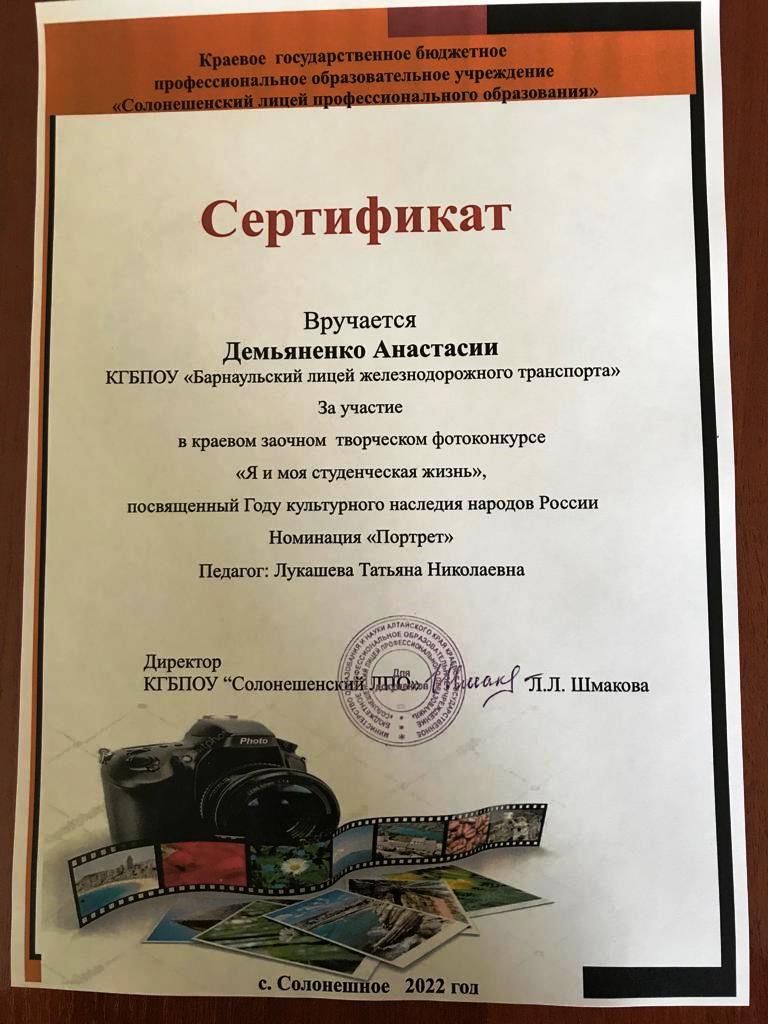 Краевое государственное бюджетное
профессиональное образовательное учреждение
«Солонешенский лицей профессионального образования»
Сертификат
Вручается
Демьяненко Анастасии
КГБПОУ «Барнаульский лицей железнодорожного транспорта»
За участие
в краевом заочном творческом фотоконкурсе
«Я и моя студенческая жизнь»,
посвященный Году культурного наследия народов России
Номинация «Портрет»
Педагог: Лукашева Татьяна Николаевна
Директор
КГБПОУ “Солонешенский ЛПО» Л.Л. Шмакова
Для
документов
Photo
с. Солонешное 2022 год